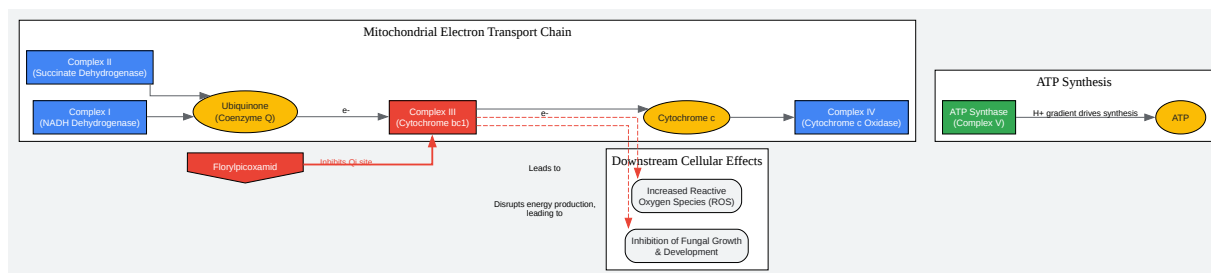 Mitochondrial Electron Transport Chain
Complex II
(Succinate Dehydrogenase)
Complex I
(NADH Dehydrogenase)
Ubiquinone
(Coenzyme Q)
e-
Complex III
(Cytochrome bc1)
e-
Cytochrome c
Complex IV
(Cytochrome c Oxidase)
ATP Synthesis
ATP Synthase
(Complex V)
H+ gradient drives synthesis
ATP
Florylpicoxamid
Inhibits Qi site
Leads to
Disrupts energy production,
leading to
Downstream Cellular Effects
Increased Reactive
Oxygen Species (ROS)
Inhibition of Fungal Growth
& Development